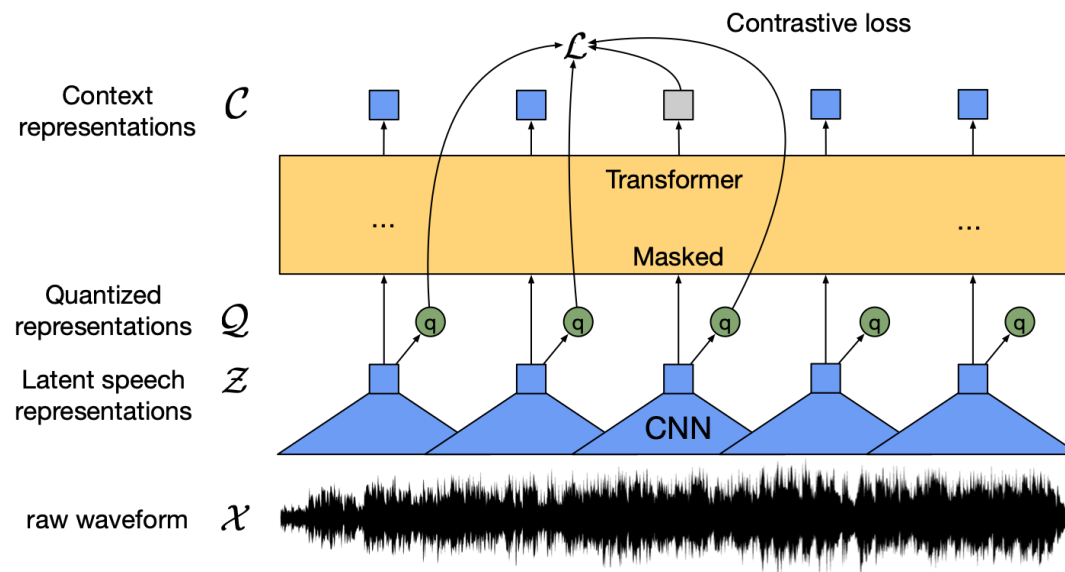 Contrastive loss
ℒ
Context
representations
𝒞
Transformer
...
...
Masked
Quantized
representations
𝒬
q
q
q
q
q
Latent speech
representations
𝒵
CNN
raw waveform
𝒳